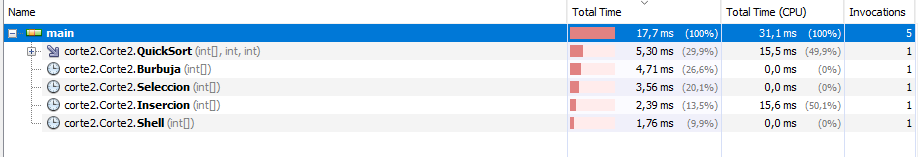 Name Total Time Total Time (CPU) Invocations
main 17,7 ms (100%) 31,1 ms (100%) 5
corte2.Corte2.QuickSort (int[], int, int) 5,30 ms (29,9%) 15,5 ms (49,9%) 1
corte2.Corte2.Burbuja (int[]) 4,71 ms (26,6%) 0,0 ms (0%) 1
corte2.Corte2.Seleccion (int[]) 3,56 ms (20,1%) 0,0 ms (0%) 1
corte2.Corte2.Insercion (int[]) 2,39 ms (13,5%) 15,6 ms (50,1%) 1
corte2.Corte2.Shell (int[]) 1,76 ms (9,9%) 0,0 ms (0%) 1